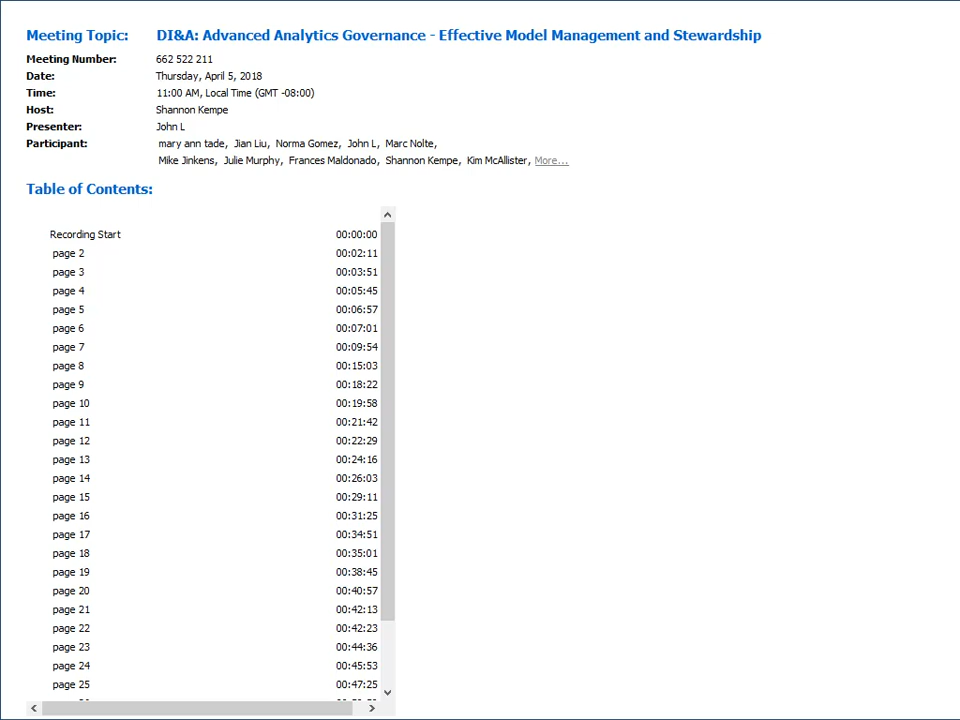 Meeting Topic: DI&A: Advanced Analytics Governance - Effective Model Management and Stewardship
Meeting Number: 662 522 211
Date: Thursday, April 5, 2018
Time: 11:00 AM, Local Time (GMT -08:00)
Host: Shannon Kempe
Presenter: John L
Participant: mary ann tade, Jian Liu, Norma Gomez, John L, Marc Nolte,
Mike Jinkens, Julie Murphy, Frances Maldonado, Shannon Kempe, Kim McAllister, More...
Table of Contents:
Recording Start 00:00:00
page 2 00:02:11
page 3 00:03:51
page 4 00:05:45
page 5 00:06:57
page 6 00:07:01
page 7 00:09:54
page 8 00:15:03
page 9 00:18:22
page 10 00:19:58
page 11 00:21:42
page 12 00:22:29
page 13 00:24:16
page 14 00:26:03
page 15 00:29:11
page 16 00:31:25
page 17 00:34:51
page 18 00:35:01
page 19 00:38:45
page 20 00:40:57
page 21 00:42:13
page 22 00:42:23
page 23 00:44:36
page 24 00:45:53
page 25 00:47:25